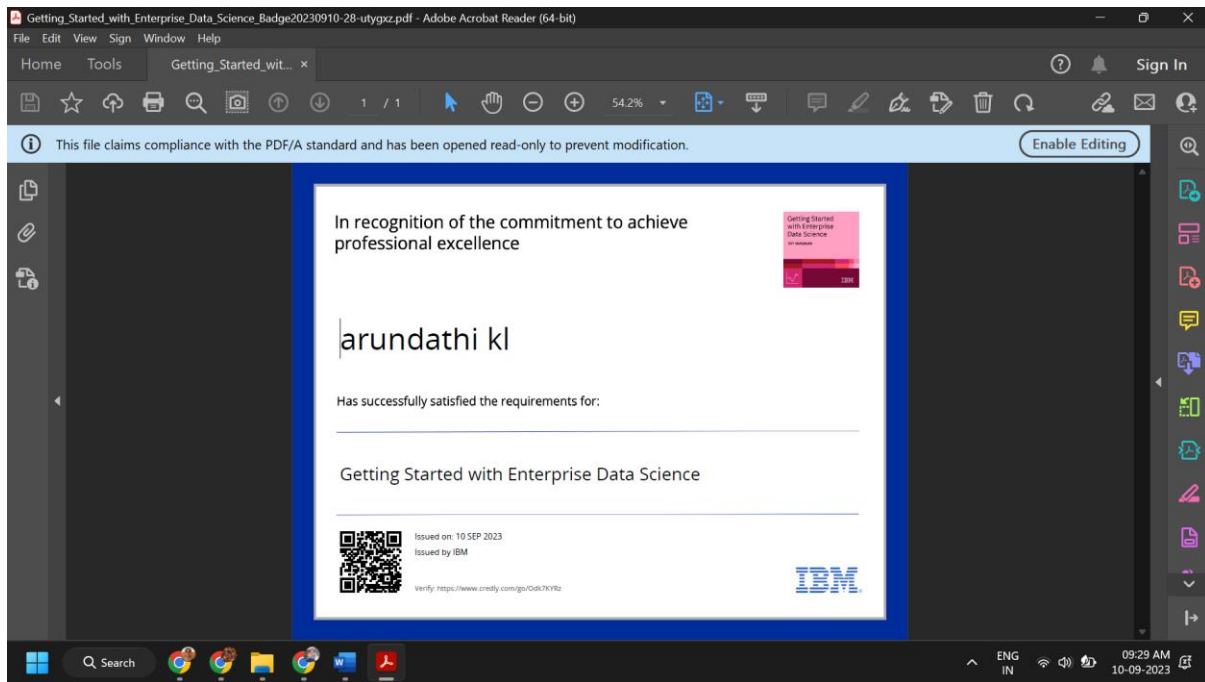 Getting_Started_with_Enterprise_Data_Science_Badge20230910-28-utygxz.pdf - Adobe Acrobat Reader (64-bit)
File Edit View Sign Window Help
Home Tools Getting_Started_wit... × Sign In
1 / 1 54.2%
This file claims compliance with the PDF/A standard and has been opened read-only to prevent modification. Enable Editing
In recognition of the commitment to achieve
professional excellence
Getting Started
with Enterprise
Data Science
IBM
arundathi kl
Has successfully satisfied the requirements for:
Getting Started with Enterprise Data Science
Issued on: 10 SEP 2023
Issued by IBM
Verify: https://www.credly.com/go/Odk7KYRz
IBM
Search
ENG
IN
09:29 AM
10-09-2023